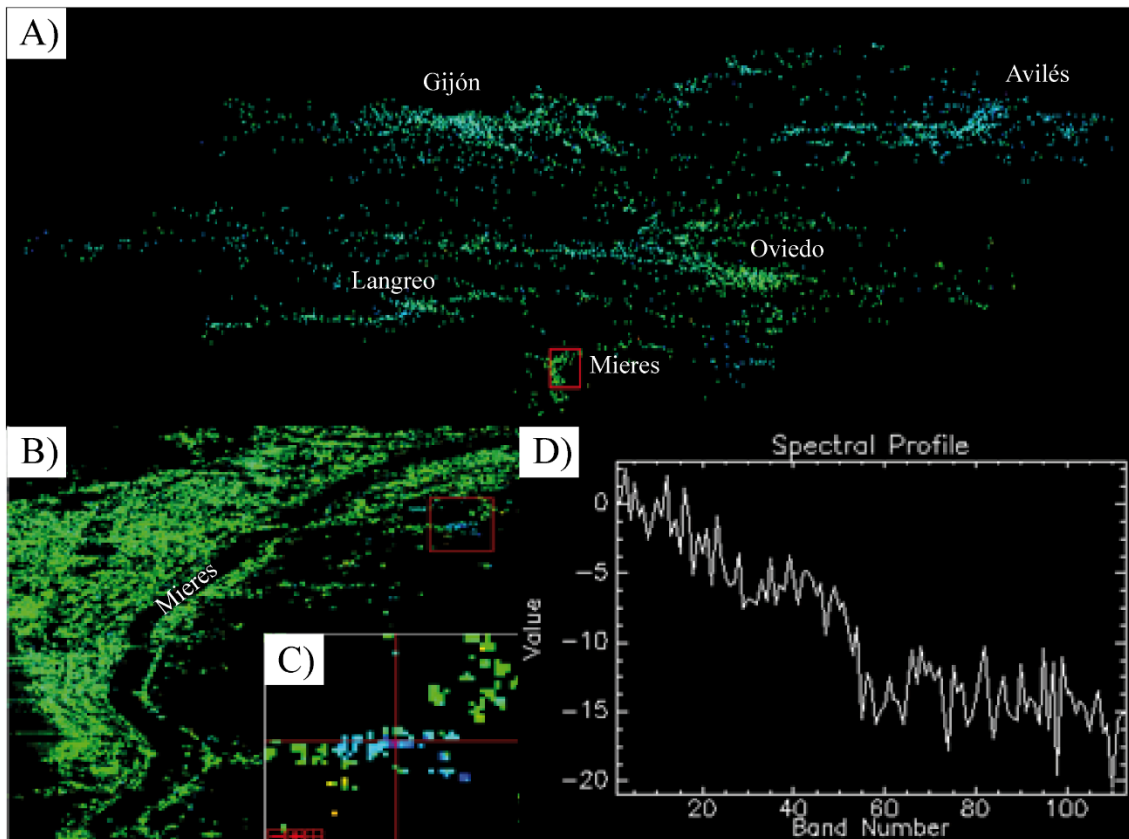 A)
Gijón
Avilés
Oviedo
Langreo
Mieres
B)
Mieres
C)
D)
Spectral Profile
Value
0
-5
-10
-15
-20
20
40
60
80
100
Band Number